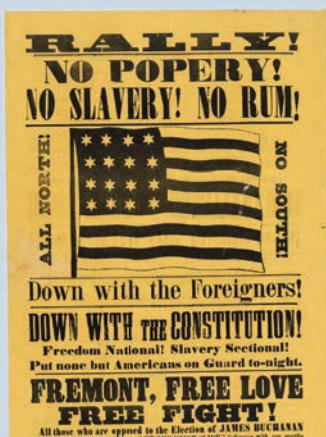 RALLY!
NO POPERY!
NO SLAVERY! NO RUM!
ALL NORTH!
NO SOUTH!
Down with the Foreigners!
DOWN WITH THE CONSTITUTION!
Freedom National! Slavery Sectional!
Put none but Americans on Guard to-night.
FREMONT, FREE LOVE
FREE FIGHT!
All those who are opposed to the Election of JAMES BUCHANAN